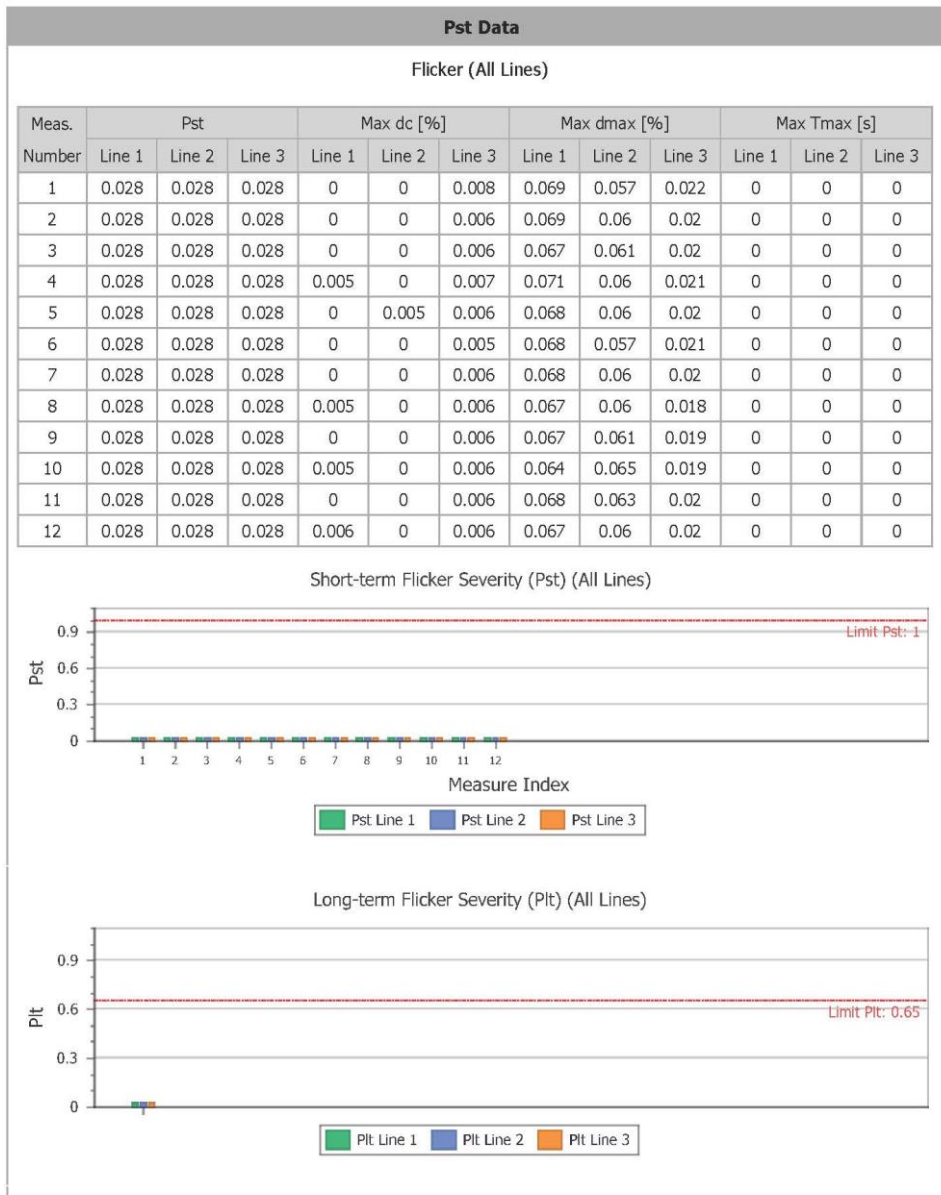 Pst Data
Flicker (All Lines)
Meas. Pst Max dc [%] Max dmax [%] Max Tmax [s]
Number Line 1 Line 2 Line 3 Line 1 Line 2 Line 3 Line 1 Line 2 Line 3 Line 1 Line 2 Line 3
1 0.028 0.028 0.028 0 0 0.008 0.069 0.057 0.022 0 0 0
2 0.028 0.028 0.028 0 0 0.006 0.069 0.06 0.02 0 0 0
3 0.028 0.028 0.028 0 0 0.006 0.067 0.061 0.02 0 0 0
4 0.028 0.028 0.028 0.005 0 0.007 0.071 0.06 0.021 0 0 0
5 0.028 0.028 0.028 0 0.005 0.006 0.068 0.06 0.02 0 0 0
6 0.028 0.028 0.028 0 0 0.005 0.068 0.057 0.021 0 0 0
7 0.028 0.028 0.028 0 0 0.006 0.068 0.06 0.02 0 0 0
8 0.028 0.028 0.028 0.005 0 0.006 0.067 0.06 0.018 0 0 0
9 0.028 0.028 0.028 0 0 0.006 0.067 0.061 0.019 0 0 0
10 0.028 0.028 0.028 0.005 0 0.006 0.064 0.065 0.019 0 0 0
11 0.028 0.028 0.028 0 0 0.006 0.068 0.063 0.02 0 0 0
12 0.028 0.028 0.028 0.006 0 0.006 0.067 0.06 0.02 0 0 0
Short-term Flicker Severity (Pst) (All Lines)
Limit Pst: 1
0.9
0.6
0.3
0
Pst
1 2 3 4 5 6 7 8 9 10 11 12
Measure Index
Pst Line 1 Pst Line 2 Pst Line 3
Long-term Flicker Severity (Plt) (All Lines)
0.9
0.6
Limit Plt: 0.65
0.3
0
Plt
Plt Line 1 Plt Line 2 Plt Line 3